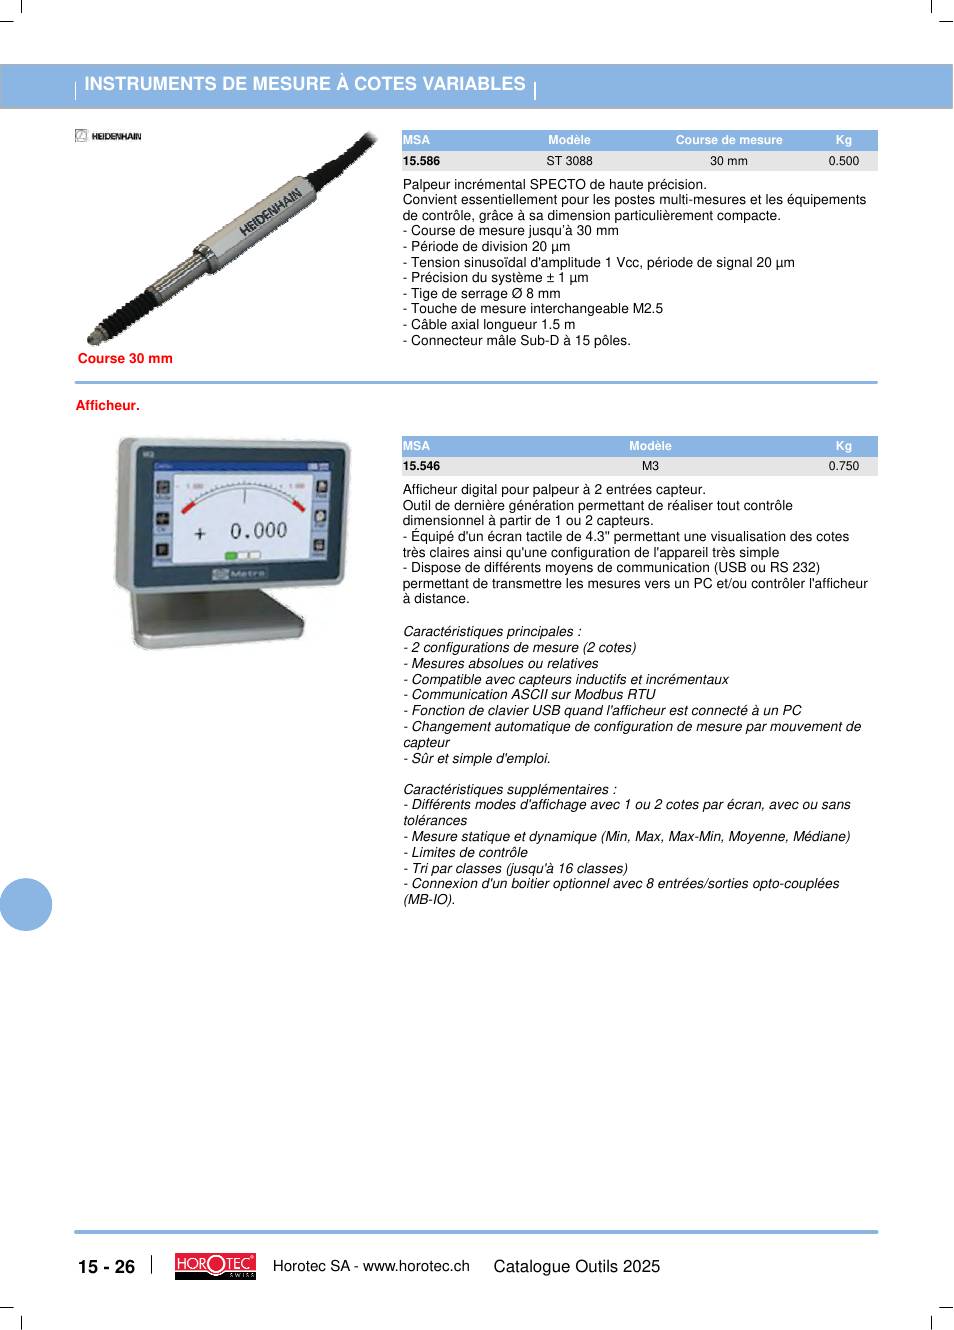 INSTRUMENTS DE MESURE À COTES VARIABLES
HEIDENHAIN
HEIDENHAIN
Course 30 mm
MSA Modèle Course de mesure Kg
15.586 ST 3088 30 mm 0.500
Palpeur incrémental SPECTO de haute précision.
Convient essentiellement pour les postes multi-mesures et les équipements
de contrôle, grâce à sa dimension particulièrement compacte.
- Course de mesure jusqu'à 30 mm
- Période de division 20 µm
- Tension sinusoïdal d'amplitude 1 Vcc, période de signal 20 µm
- Précision du système ± 1 µm
- Tige de serrage Ø 8 mm
- Touche de mesure interchangeable M2.5
- Câble axial longueur 1.5 m
- Connecteur mâle Sub-D à 15 pôles.
Afficheur.
M3
+ 0.000
Metro
MSA Modèle Kg
15.546 M3 0.750
Afficheur digital pour palpeur à 2 entrées capteur.
Outil de dernière génération permettant de réaliser tout contrôle
dimensionnel à partir de 1 ou 2 capteurs.
- Équipé d'un écran tactile de 4.3" permettant une visualisation des cotes
très claires ainsi qu'une configuration de l'appareil très simple
- Dispose de différents moyens de communication (USB ou RS 232)
permettant de transmettre les mesures vers un PC et/ou contrôler l'afficheur
à distance.
Caractéristiques principales :
- 2 configurations de mesure (2 cotes)
- Mesures absolues ou relatives
- Compatible avec capteurs inductifs et incrémentaux
- Communication ASCII sur Modbus RTU
- Fonction de clavier USB quand l'afficheur est connecté à un PC
- Changement automatique de configuration de mesure par mouvement de
capteur
- Sûr et simple d'emploi.
Caractéristiques supplémentaires :
- Différents modes d'affichage avec 1 ou 2 cotes par écran, avec ou sans
tolérances
- Mesure statique et dynamique (Min, Max, Max-Min, Moyenne, Médiane)
- Limites de contrôle
- Tri par classes (jusqu'à 16 classes)
- Connexion d'un boitier optionnel avec 8 entrées/sorties opto-couplées
(MB-IO).
15 - 26
HOROTEC®
SWISS
Horotec SA - www.horotec.ch Catalogue Outils 2025